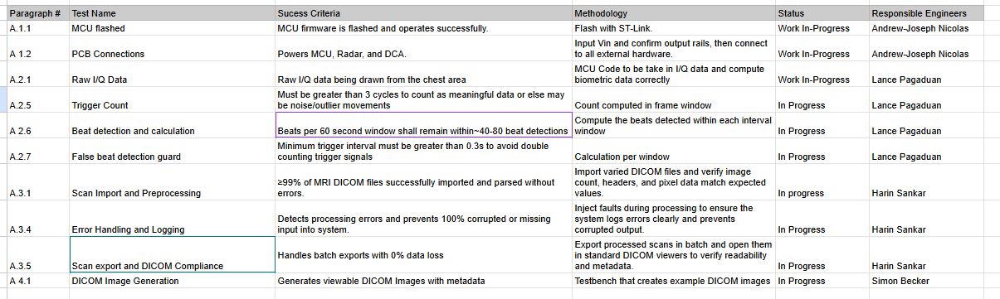 Paragraph # Test Name Sucess Criteria Methodology Status Responsible Engineers
A.1.1 MCU flashed MCU firmware is flashed and operates successfully. Flash with ST-Link. Work In-Progress Andrew-Joseph Nicolas
A 1.2 PCB Connections Powers MCU, Radar, and DCA. Input Vin and confirm output rails, then connect
to all external hardware. Work In-Progress Andrew-Joseph Nicolas
A.2.1 Raw I/Q Data Raw I/Q data being drawn from the chest area MCU Code to be take in I/Q data and compute
biometric data correctly Work In-Progress Lance Pagaduan
A.2.5 Trigger Count Must be greater than 3 cycles to count as meaningful data or else may
be noise/outlier movements Count computed in frame window In Progress Lance Pagaduan
A 2.6 Beat detection and calculation Beats per 60 second window shall remain within~40-80 beat detections Compute the beats detected within each interval
window In Progress Lance Pagaduan
A.2.7 False beat detection guard Minimum trigger interval must be greater than 0.3s to avoid double
counting trigger signals Calculation per window In Progress Lance Pagaduan
A.3.1 Scan Import and Preprocessing ≥99% of MRI DICOM files successfully imported and parsed without
errors. Import varied DICOM files and verify image
count, headers, and pixel data match expected
values. In progress Harin Sankar
A.3.4 Error Handling and Logging Detects processing errors and prevents 100% corrupted or missing
input into system. Inject faults during processing to ensure the
system logs errors clearly and prevents
corrupted output. In Progress Harin Sankar
A.3.5 Scan export and DICOM Compliance Handles batch exports with 0% data loss Export processed scans in batch and open them
in standard DICOM viewers to verify readability
and metadata. In Progress Harin Sankar
A 4.1 DICOM Image Generation Generates viewable DICOM Images with metadata Testbench that creates example DICOM images In Progress Simon Becker